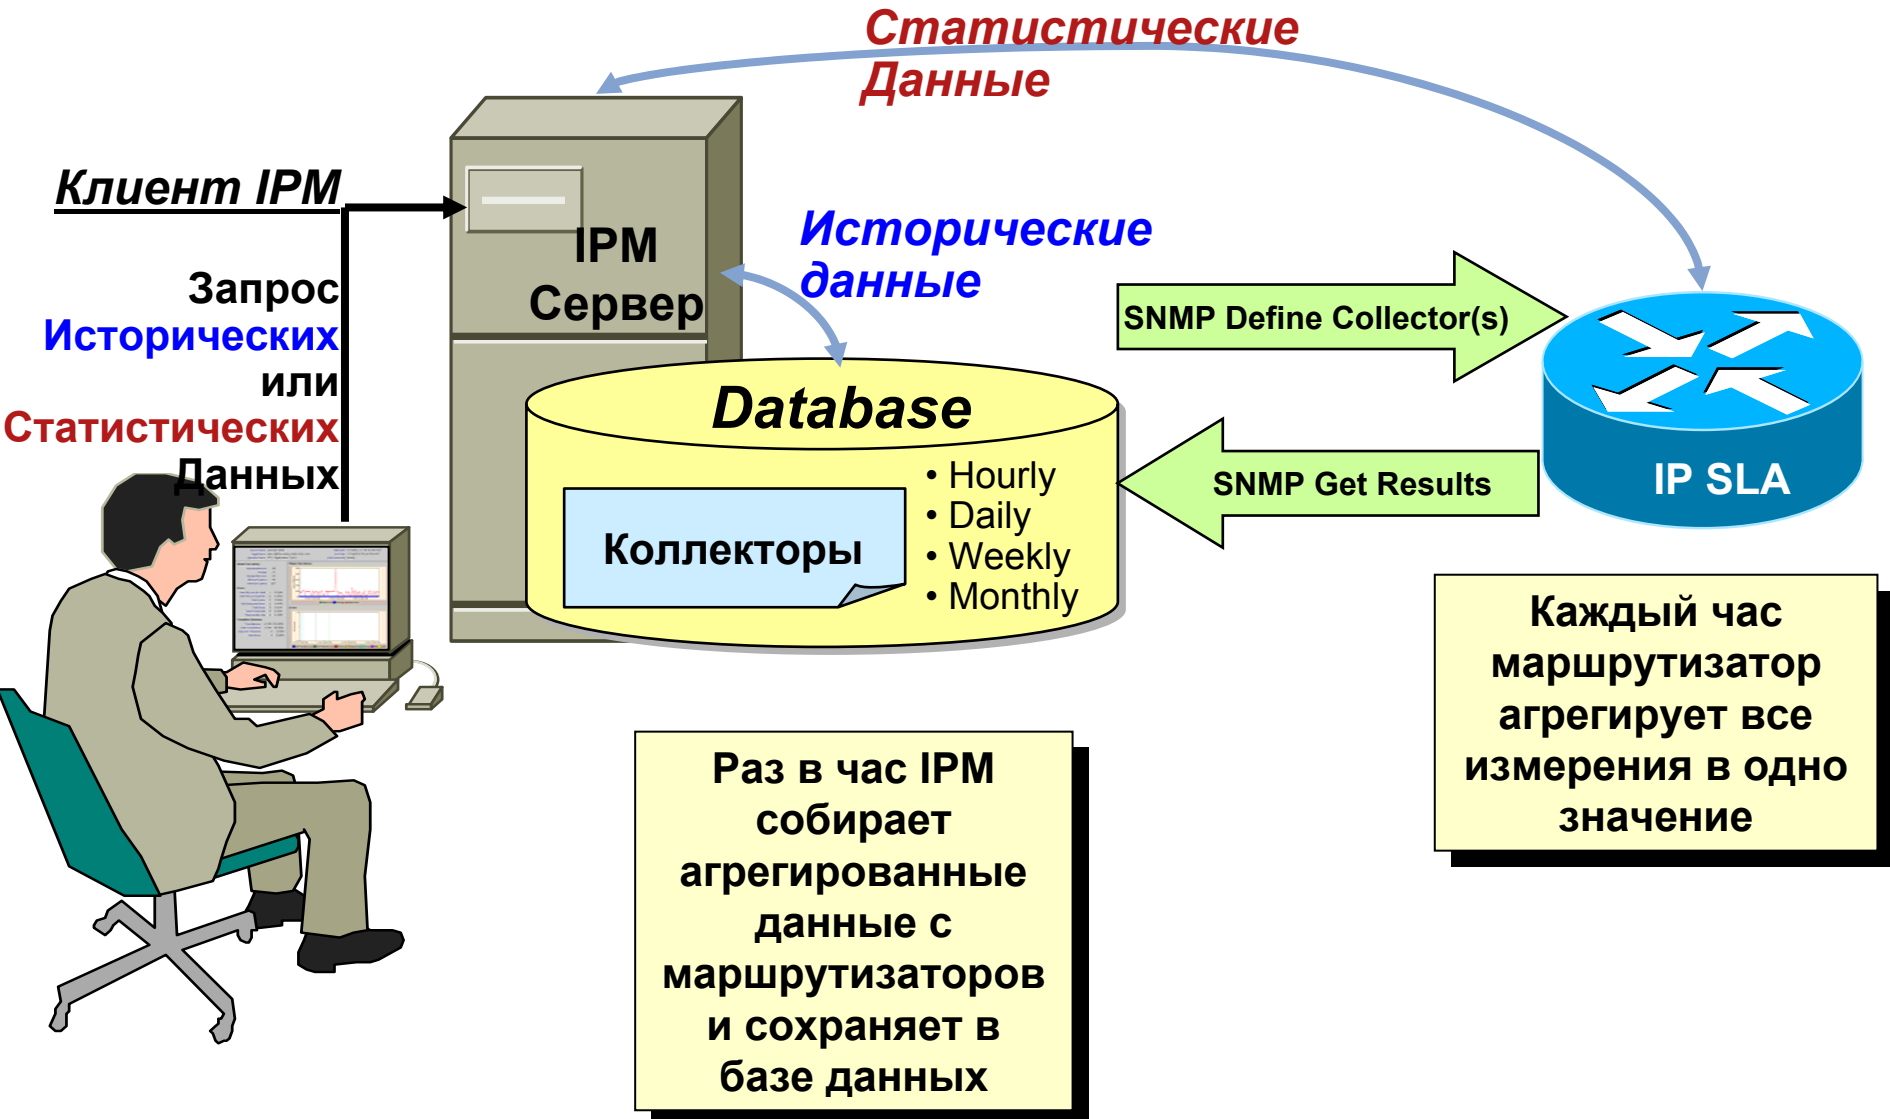 Статистические
Данные
Клиент IPM
Запрос
Исторических
или
Статистических
Данных
IPM
Сервер
Исторические
данные
SNMP Define Collector(s)
Database
• Hourly
• Daily
• Weekly
• Monthly
Коллекторы
SNMP Get Results
IP SLA
Каждый час
маршрутизатор
агрегирует все
измерения в одно
значение
Раз в час IPM
собирает
агрегированные
данные с
маршрутизаторов
и сохраняет в
базе данных